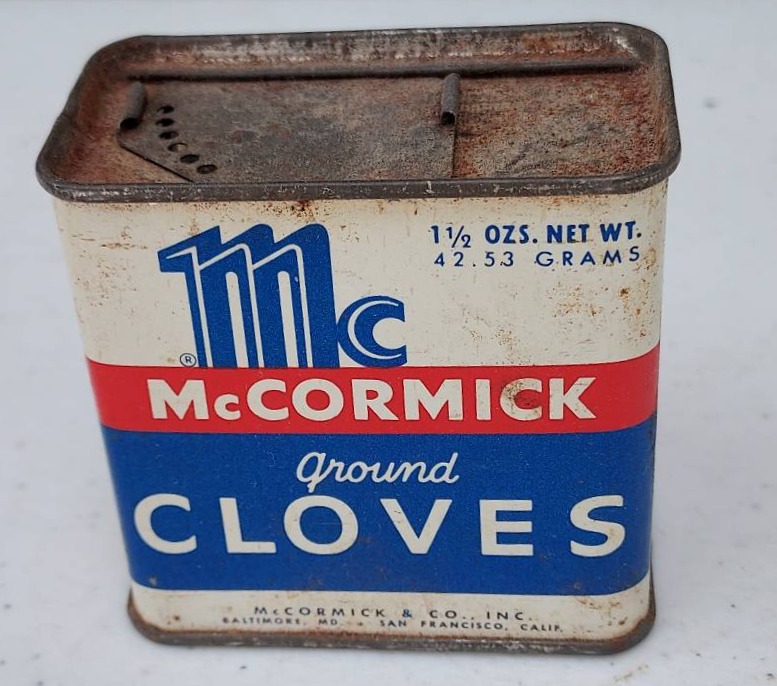 Mc
®
1½ OZS. NET WT.
42.53 GRAMS
McCORMICK
ground
CLOVES
McCORMICK & CO., INC.
BALTIMORE, MD. SAN FRANCISCO, CALIF.